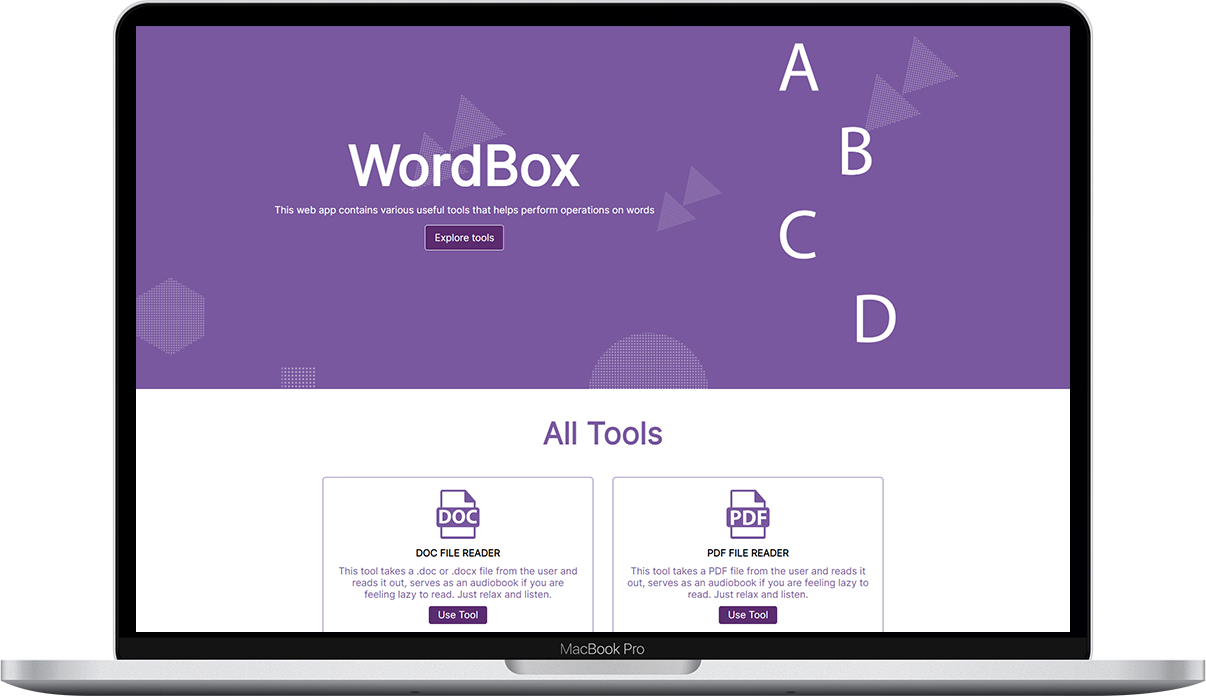 A
B
WordBox
This web app contains various useful tools that helps perform operations on words
Explore tools
C
D
All Tools
DOC
DOC FILE READER
This tool takes a .doc or .docx file from the user and
reads it out, serves as an audiobook if you are
feeling lazy to read. Just relax and listen.
Use Tool
PDF
PDF FILE READER
This tool takes a PDF file from the user and reads it
out, serves as an audiobook if you are feeling lazy to
read. Just relax and listen.
Use Tool
MacBook Pro